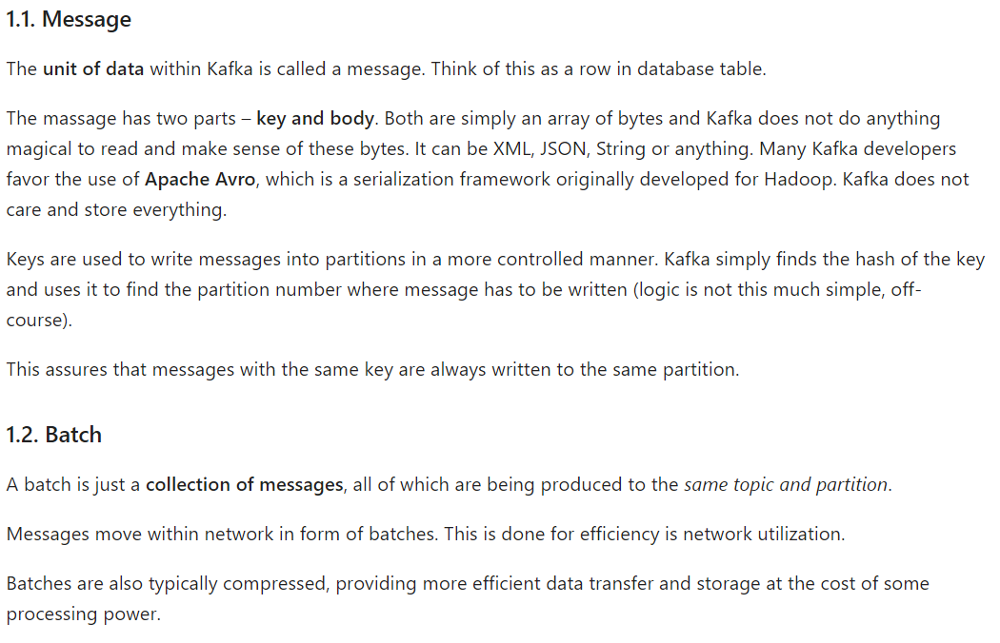 1.1. Message
The unit of data within Kafka is called a message. Think of this as a row in database table.
The massage has two parts – key and body. Both are simply an array of bytes and Kafka does not do anything
magical to read and make sense of these bytes. It can be XML, JSON, String or anything. Many Kafka developers
favor the use of Apache Avro, which is a serialization framework originally developed for Hadoop. Kafka does not
care and store everything.
Keys are used to write messages into partitions in a more controlled manner. Kafka simply finds the hash of the key
and uses it to find the partition number where message has to be written (logic is not this much simple, off-
course).
This assures that messages with the same key are always written to the same partition.
1.2. Batch
A batch is just a collection of messages, all of which are being produced to the same topic and partition.
Messages move within network in form of batches. This is done for efficiency is network utilization.
Batches are also typically compressed, providing more efficient data transfer and storage at the cost of some
processing power.